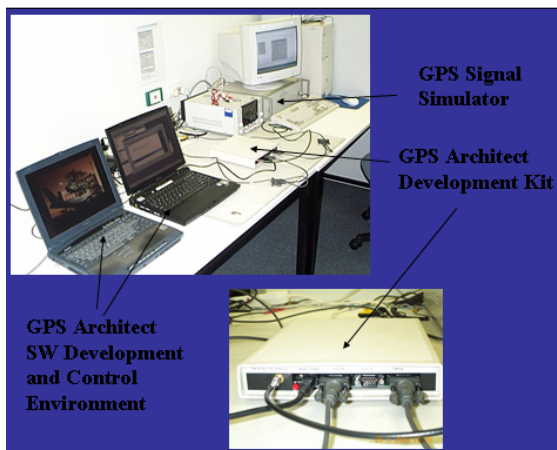 GPS Signal
Simulator
GPS Architect
Development Kit
GPS Architect
SW Development
and Control
Environment